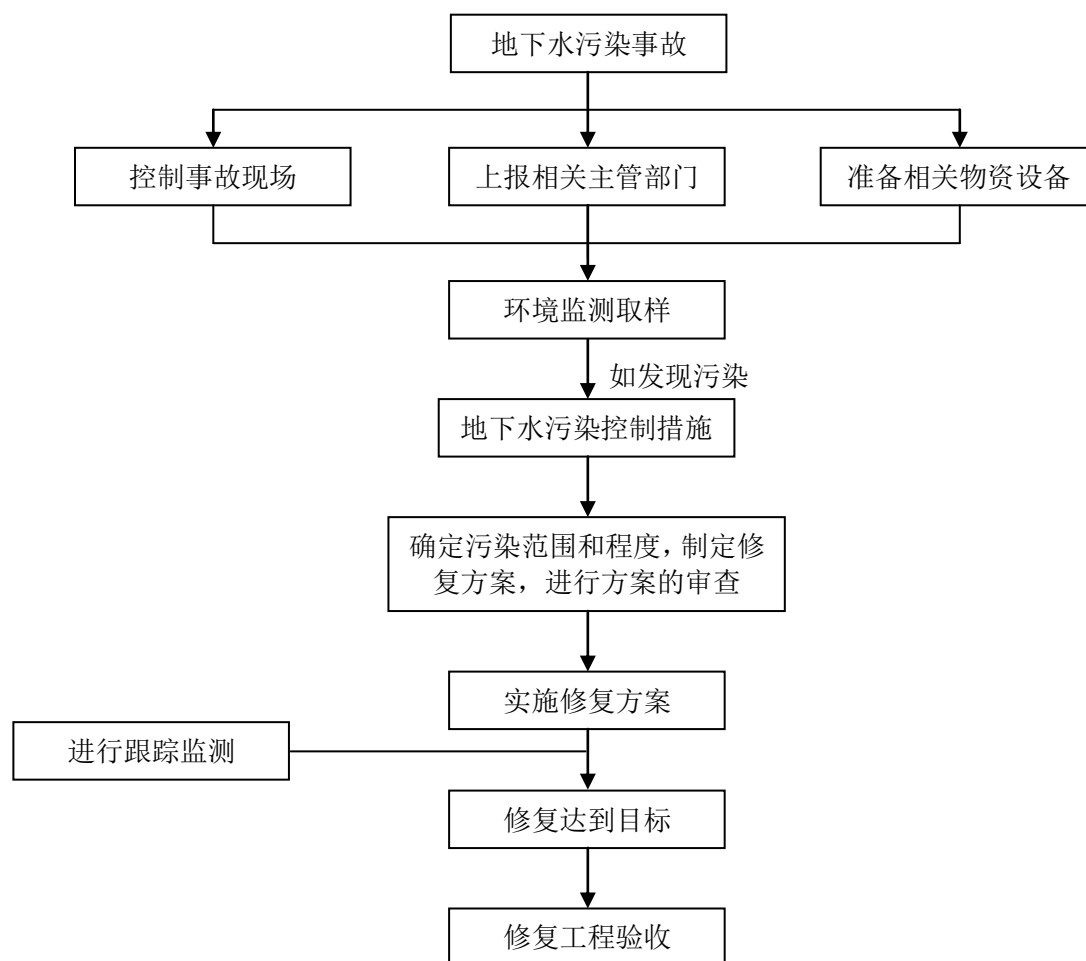 地下水污染事故
控制事故现场
上报相关主管部门
准备相关物资设备
环境监测取样
如发现污染
地下水污染控制措施
确定污染范围和程度，制定修
复方案，进行方案的审查
实施修复方案
进行跟踪监测
修复达到目标
修复工程验收